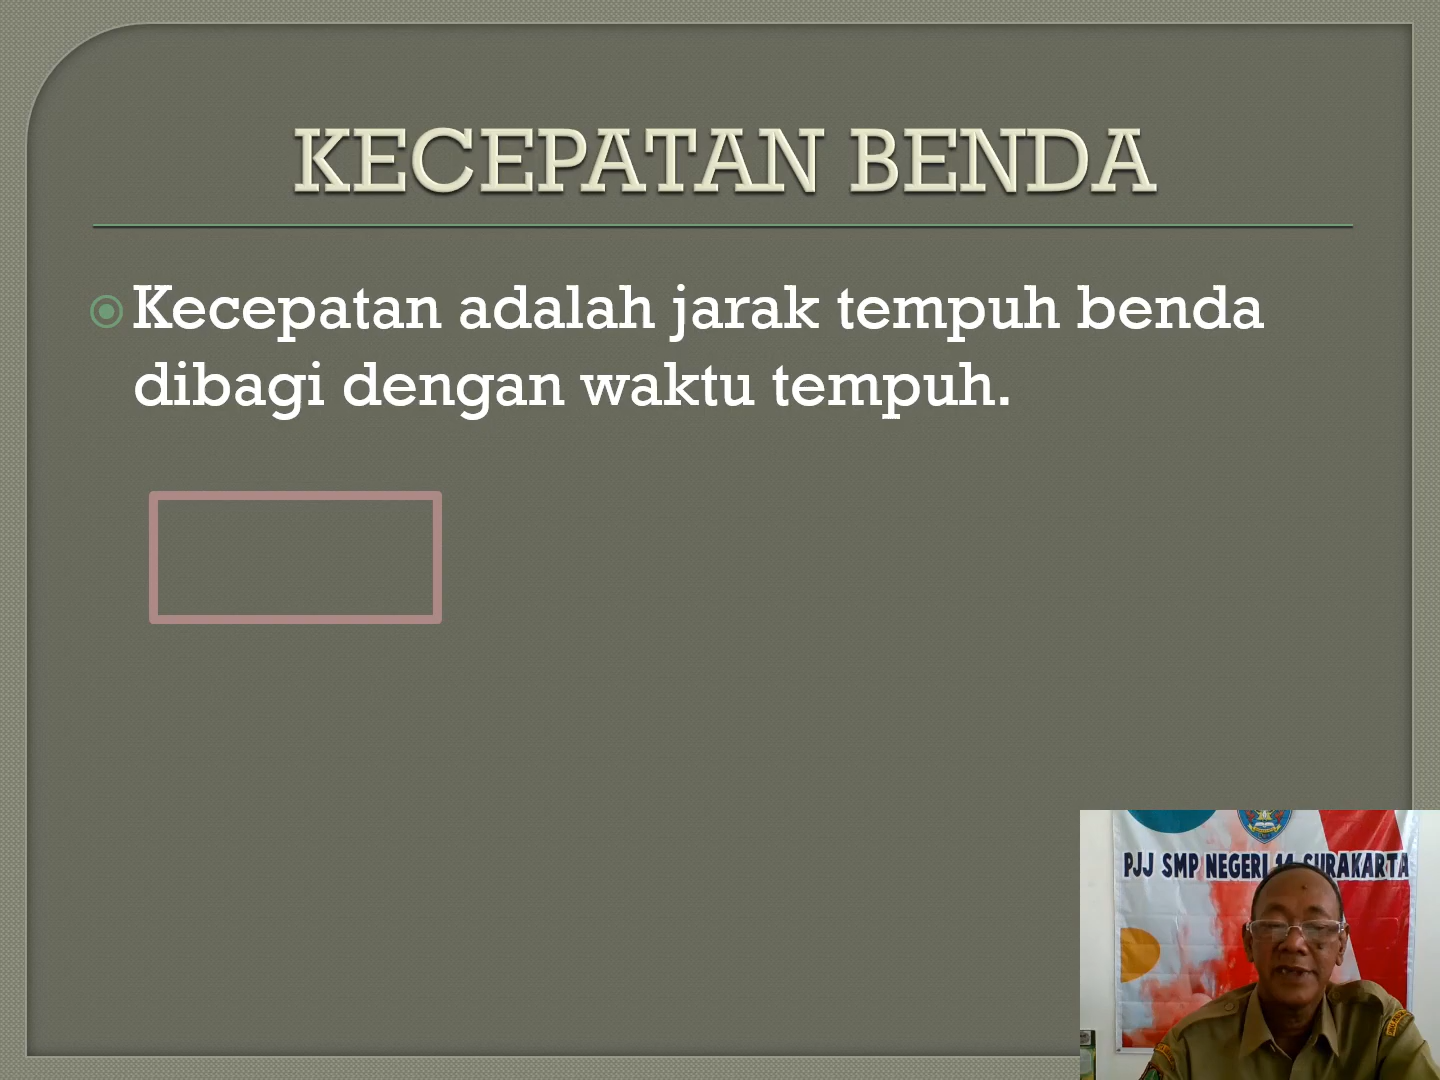 KECEPATAN BENDA
Kecepatan adalah jarak tempuh benda
dibagi dengan waktu tempuh.
PJJ SMP NEGERI 14 SURAKARTA